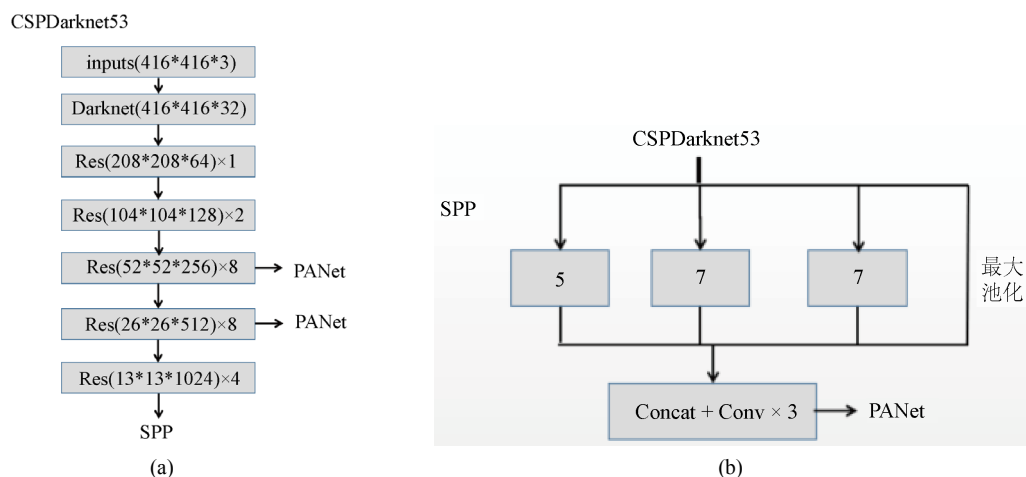 CSPDarknet53
inputs(416*416*3)
Darknet(416*416*32)
Res(208*208*64)×1
Res(104*104*128)×2
Res(52*52*256)×8
PANet
Res(26*26*512)×8
PANet
Res(13*13*1024)×4
SPP
(a)
CSPDarknet53
SPP
5
7
7
最大
池化
Concat + Conv × 3
PANet
(b)